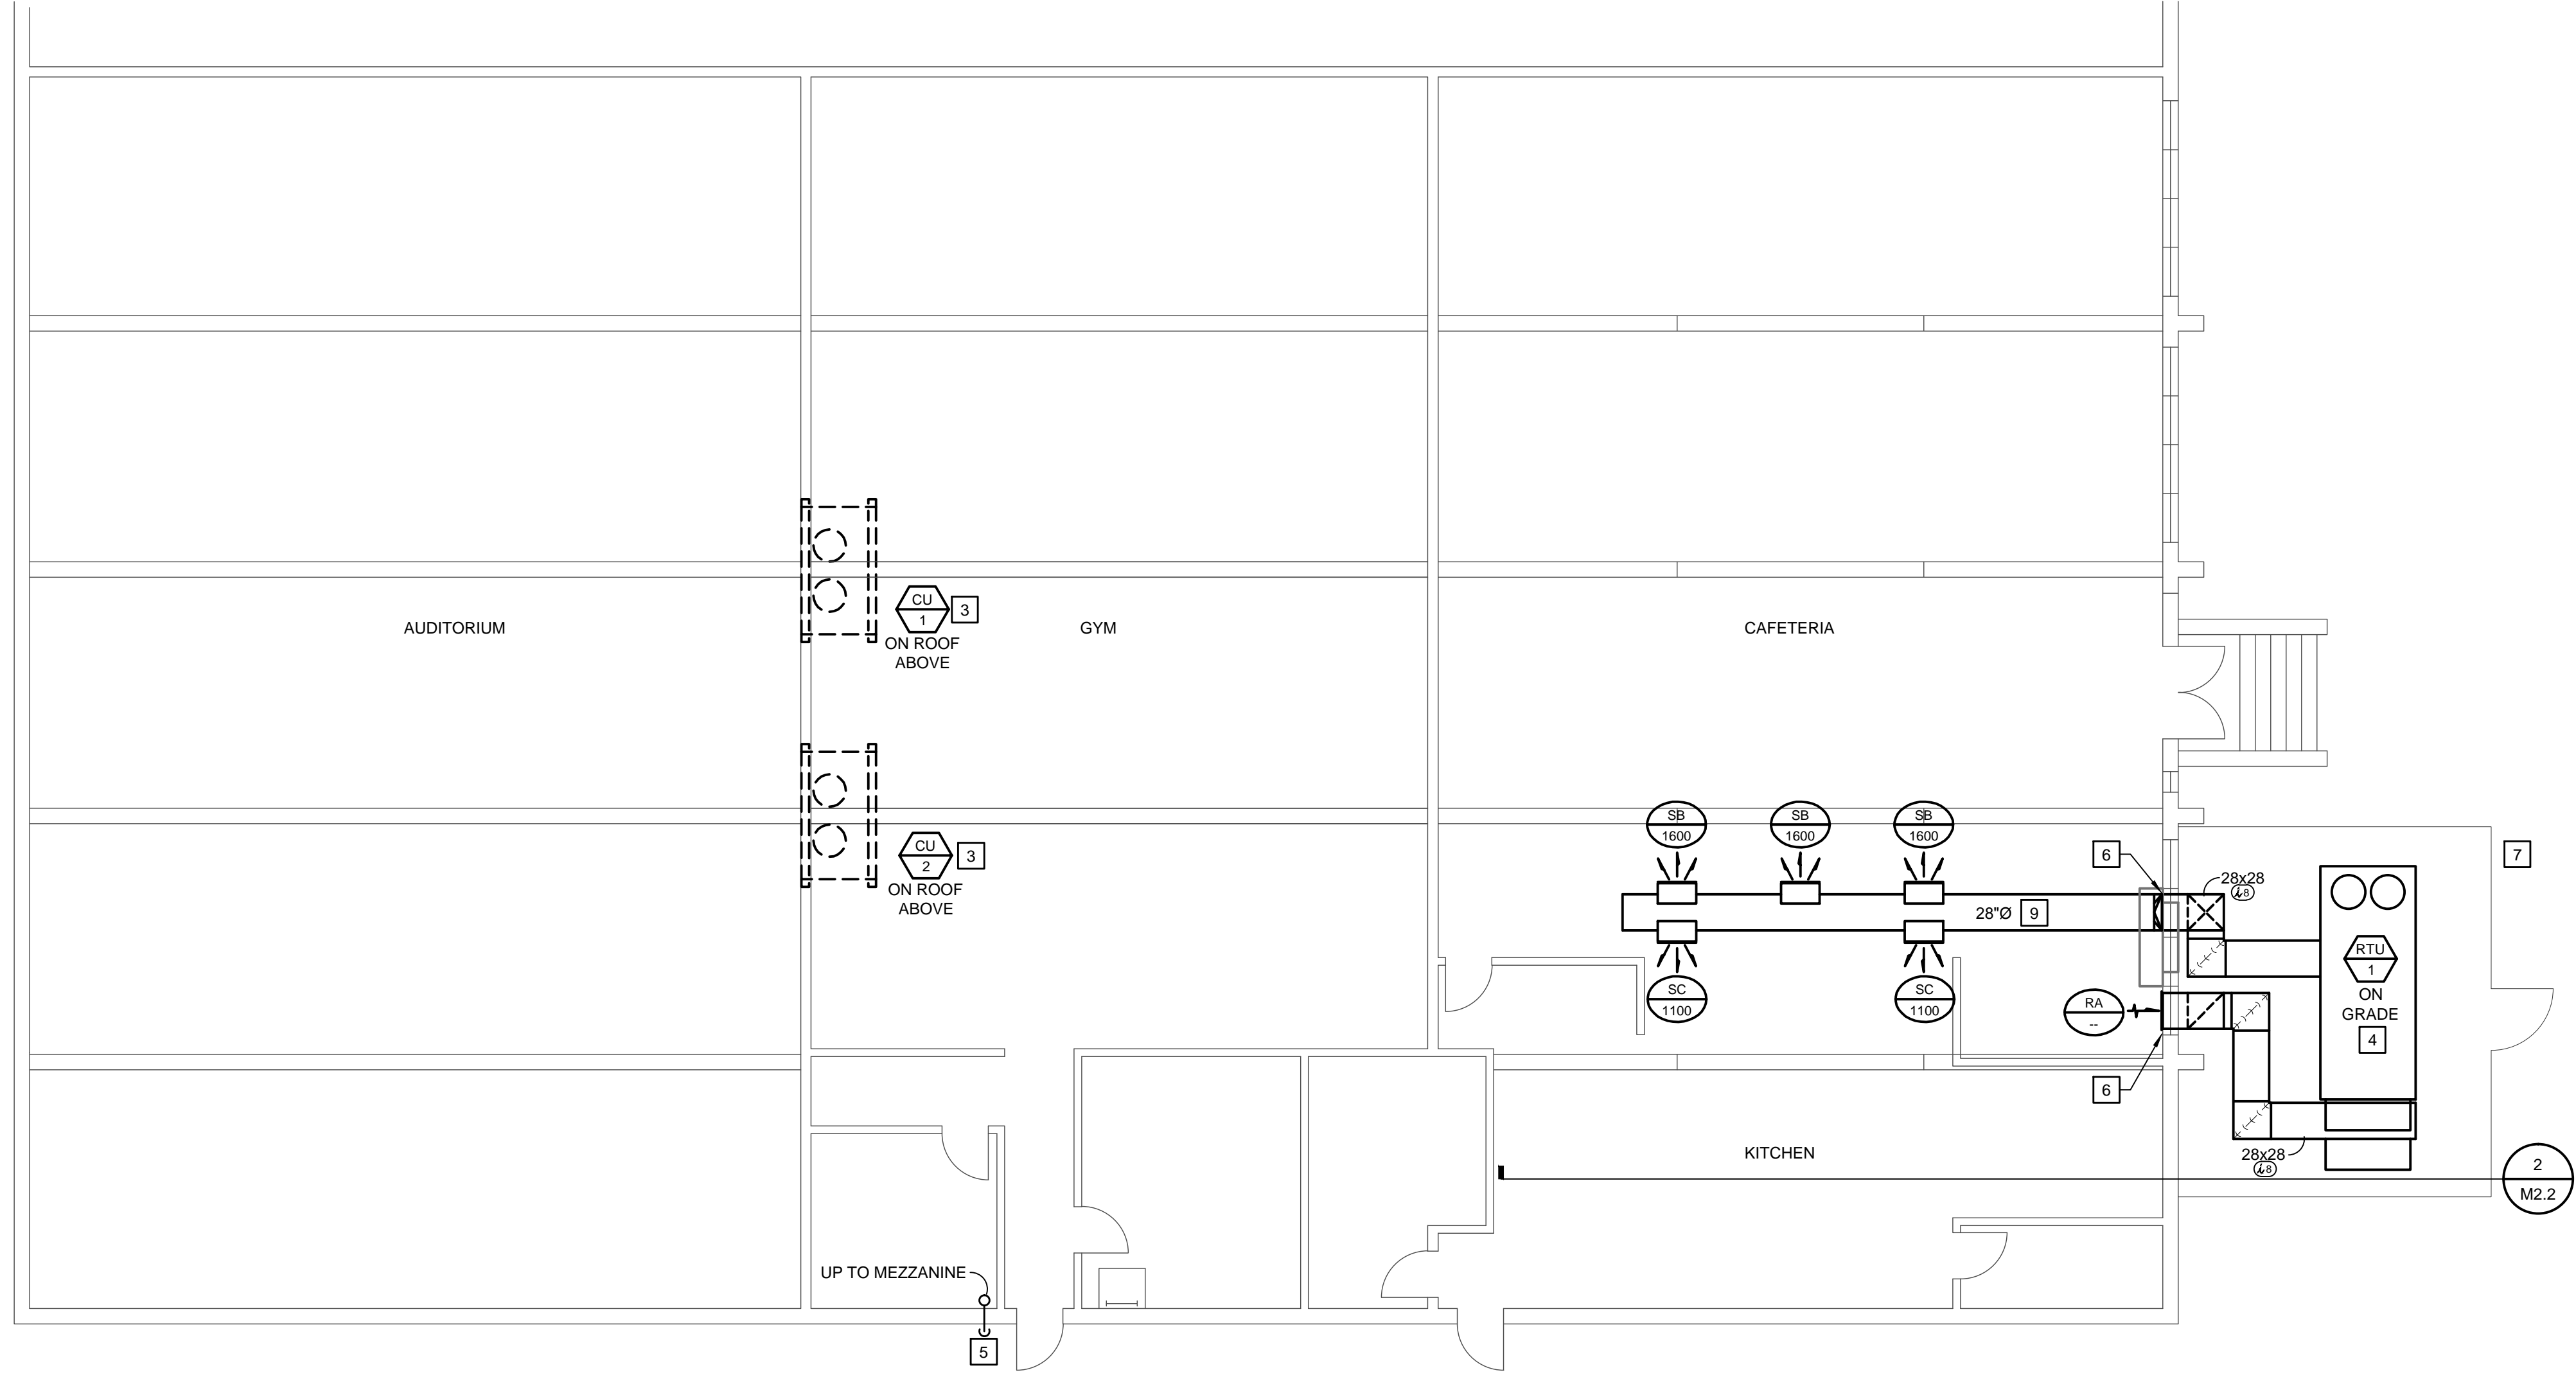 CU
1
3
ON ROOF
ABOVE
AUDITORIUM
GYM
CAFETERIA
CU
2
3
ON ROOF
ABOVE
SB
1600
SB
1600
SB
1600
6
7
28x28
28"Ø
9
RTU
1
ON
GRADE
4
SC
1100
SC
1100
RA
--
6
KITCHEN
28x28
2
M2.2
UP TO MEZZANINE
5